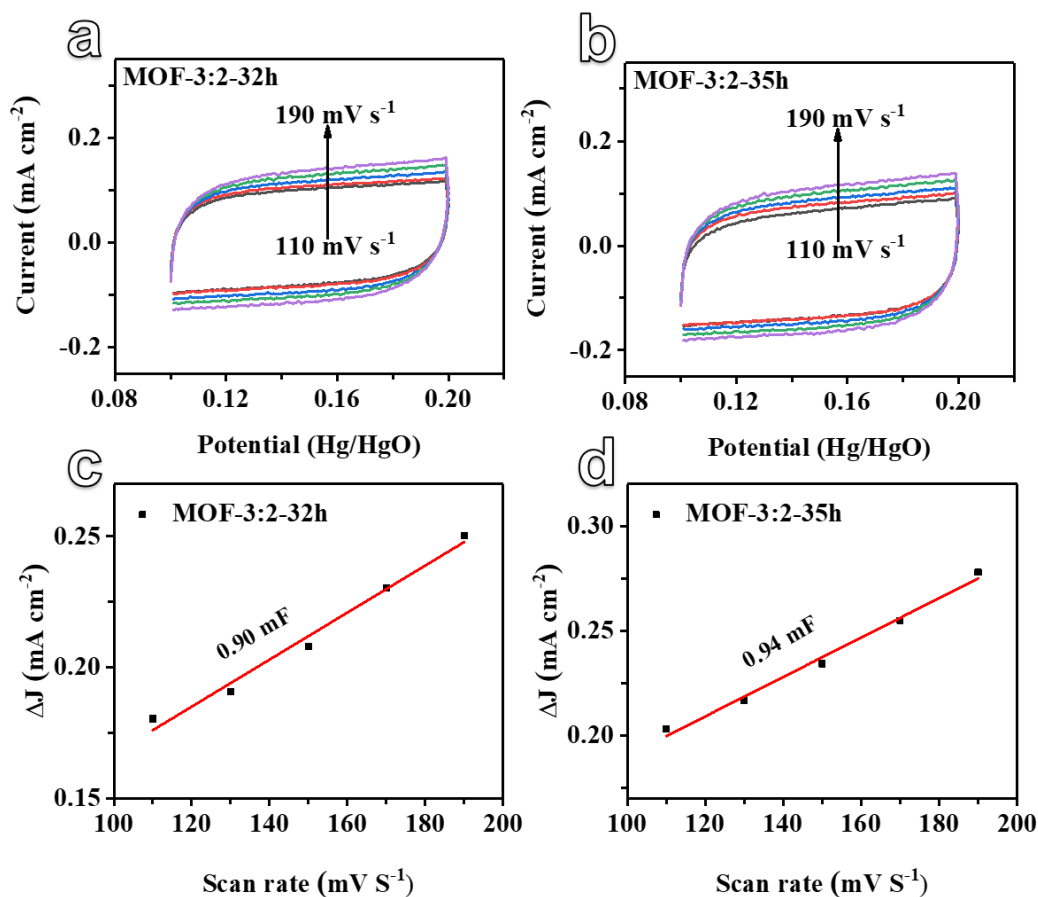 a
MOF-3:2-32h
190 mV s⁻¹
110 mV s⁻¹
0.2
0.0
-0.2
Current (mA cm⁻²)
0.08
0.12
0.16
0.20
Potential (Hg/HgO)
b
MOF-3:2-35h
190 mV s⁻¹
110 mV s⁻¹
0.2
0.0
-0.2
Current (mA cm⁻²)
0.08
0.12
0.16
0.20
Potential (Hg/HgO)
c
MOF-3:2-32h
0.90 mF
0.25
0.20
0.15
ΔJ (mA cm⁻²)
100
120
140
160
180
200
Scan rate (mV S⁻¹)
d
MOF-3:2-35h
0.94 mF
0.30
0.25
0.20
ΔJ (mA cm⁻²)
100
120
140
160
180
200
Scan rate (mV S⁻¹)